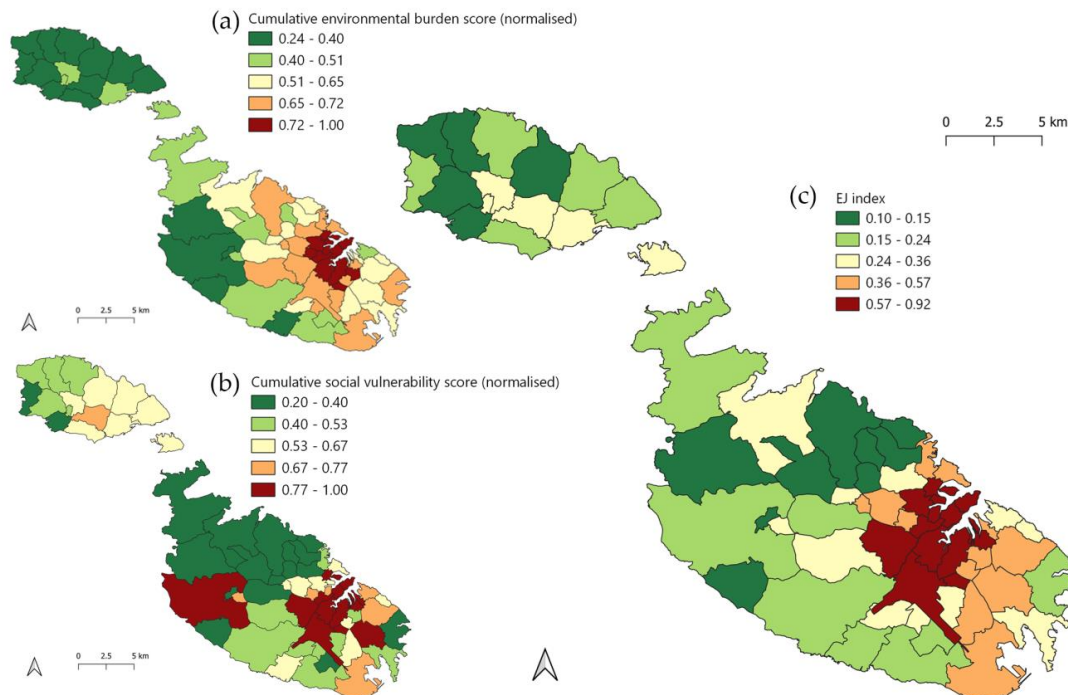 (a) Cumulative environmental burden score (normalised)
0.24 - 0.40
0.40 - 0.51
0.51 - 0.65
0.65 - 0.72
0.72 - 1.00
0 2.5 5 km
(b) Cumulative social vulnerability score (normalised)
0.20 - 0.40
0.40 - 0.53
0.53 - 0.67
0.67 - 0.77
0.77 - 1.00
0 2.5 5 km
0 2.5 5 km
(c) EJ index
0.10 - 0.15
0.15 - 0.24
0.24 - 0.36
0.36 - 0.57
0.57 - 0.92